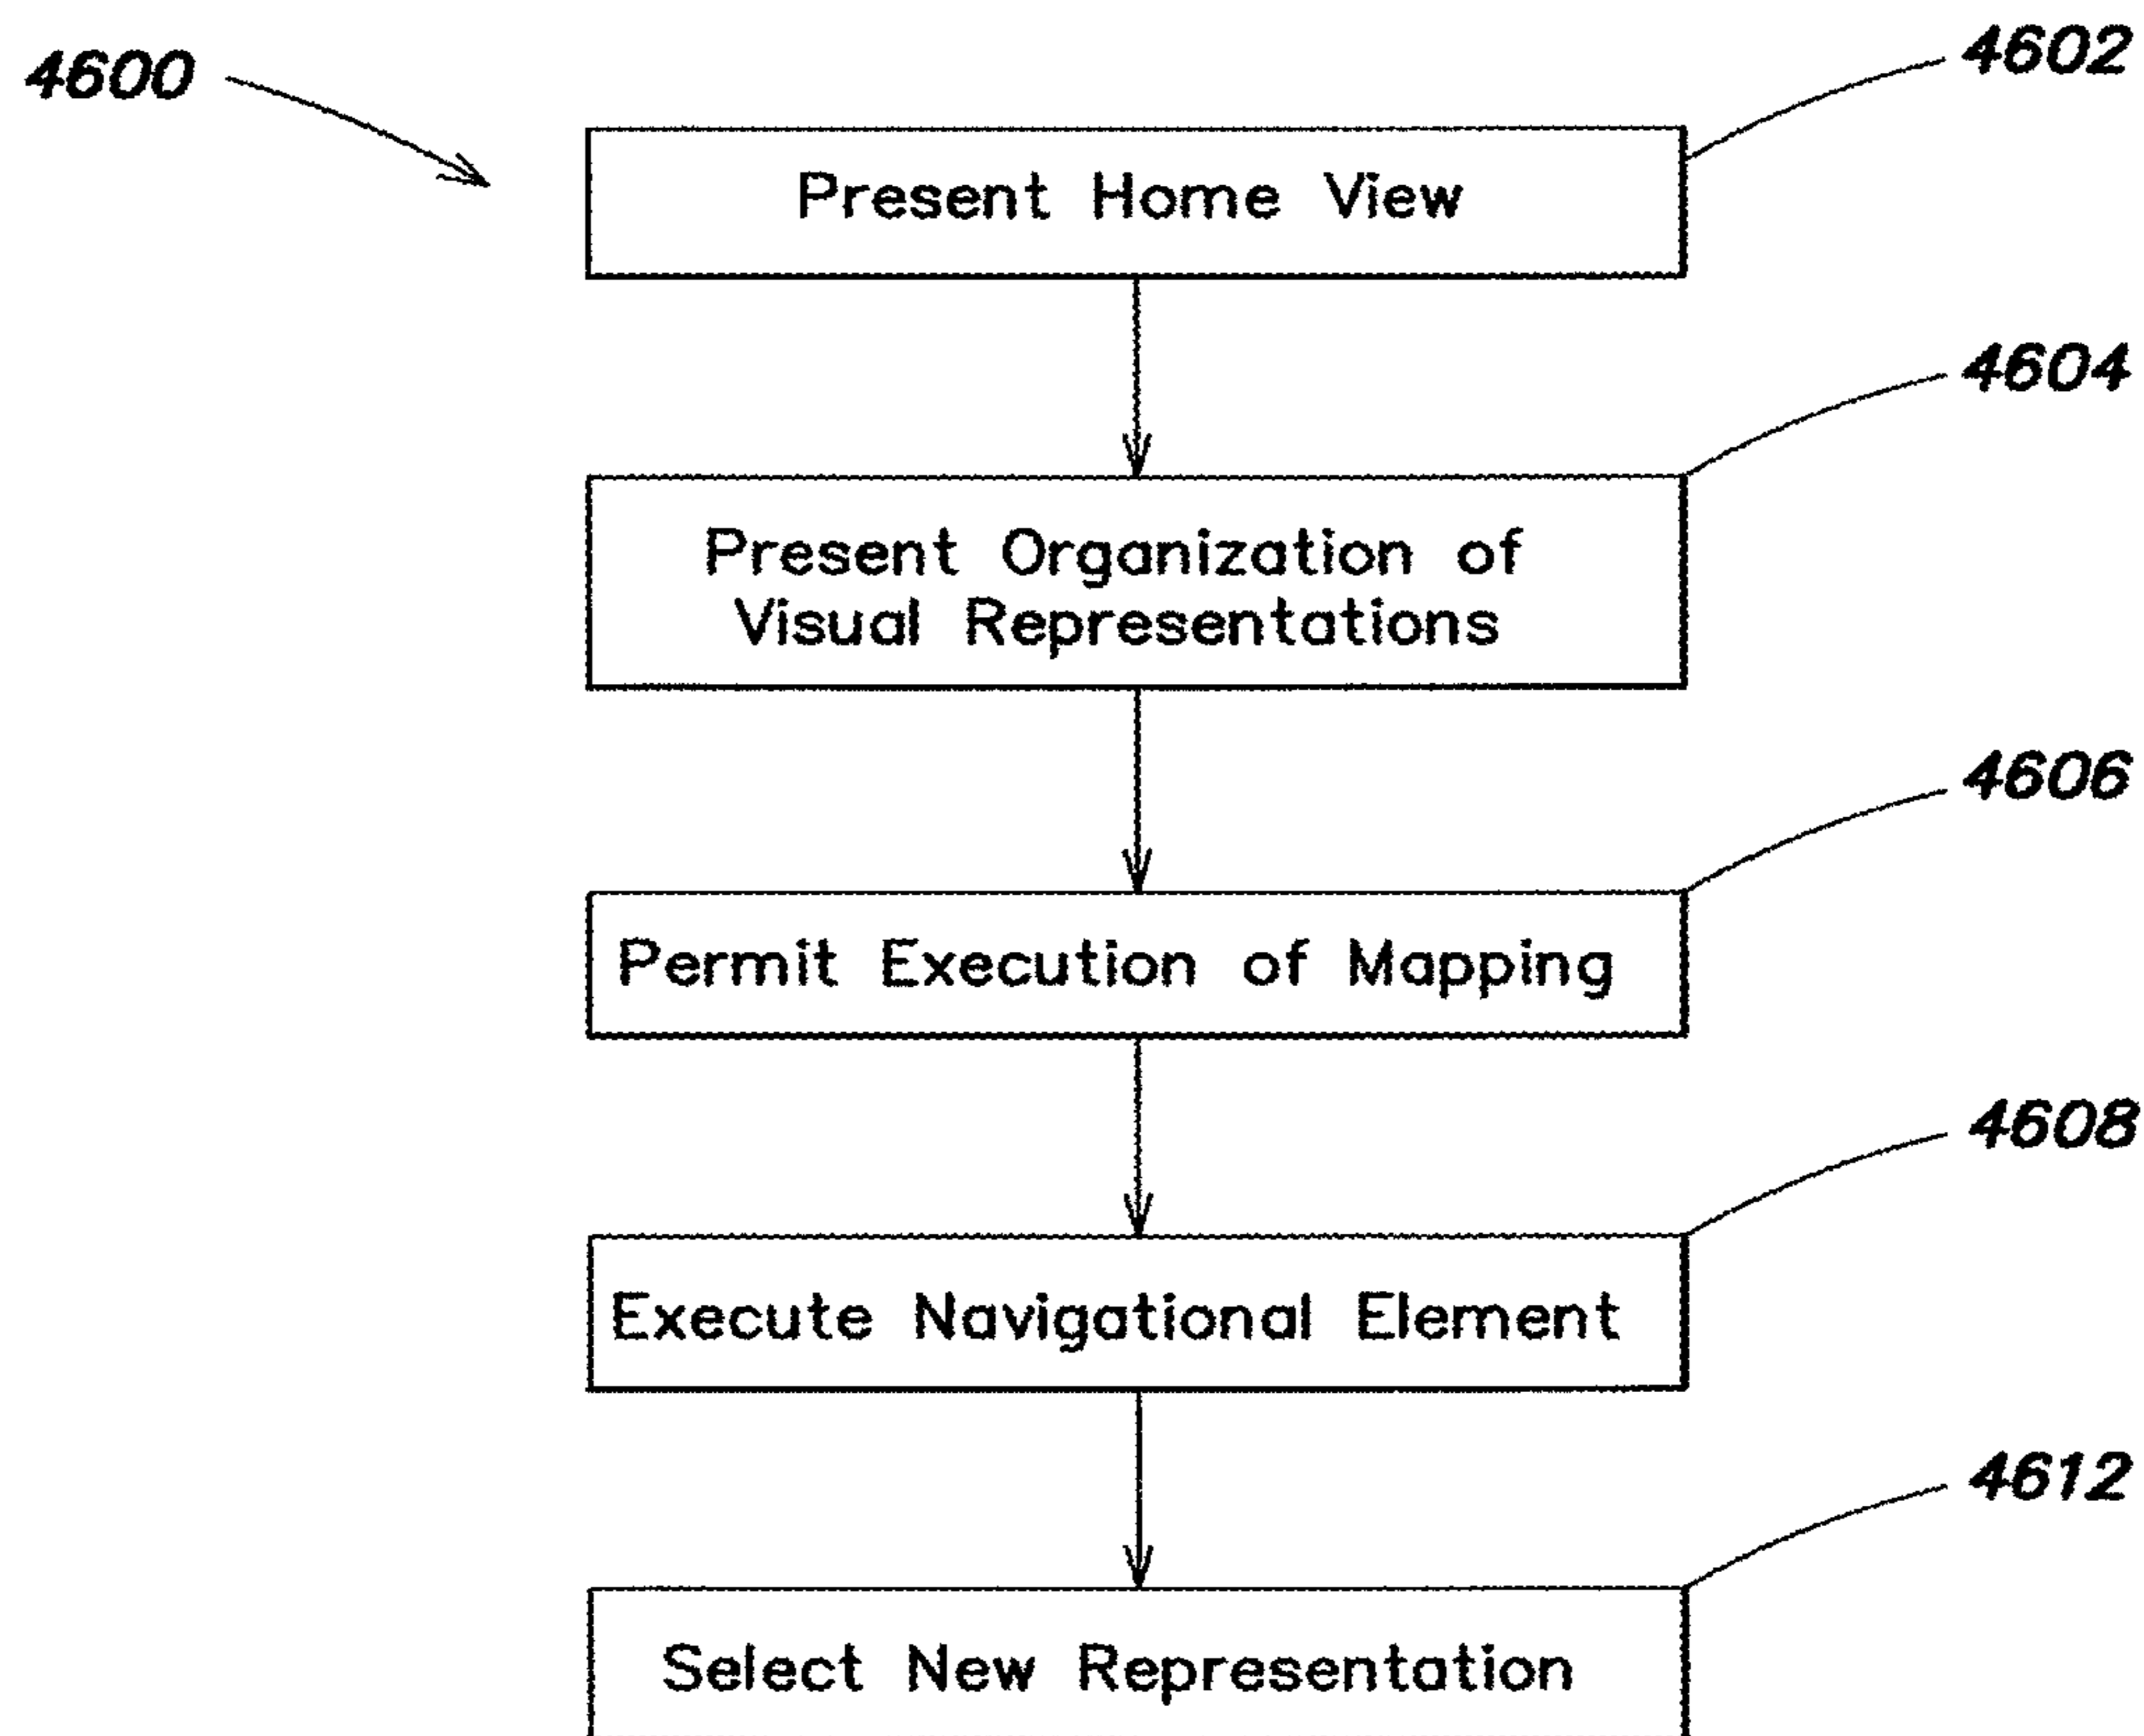 4600
4602
Present Home View
4604
Present Organization of
Visual Representations
4606
Permit Execution of Mapping
4608
Execute Navigational Element
4612
Select New Representation